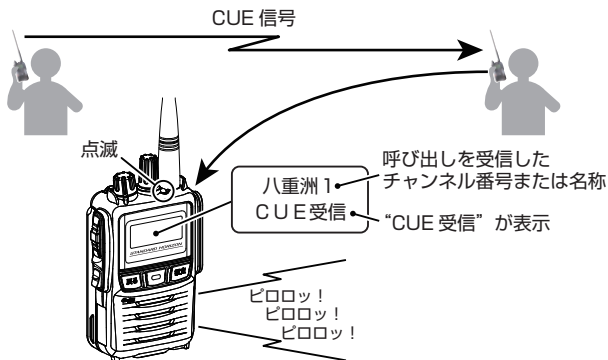 CUE 信号
点滅
八重洲1
CUE受信
呼び出しを受信した
チャンネル番号または名称
“CUE 受信”が表示
STANDARD HORIZON
ピロロッ！
ピロロッ！
ピロロッ！